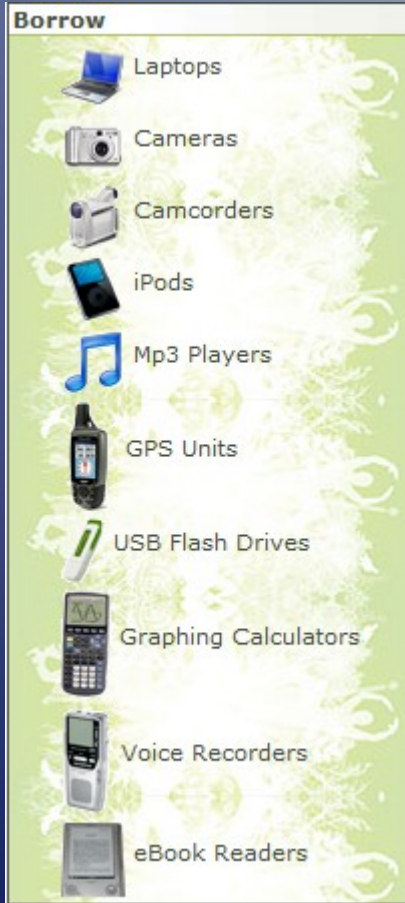 Borrow
Laptops
Cameras
Camcorders
iPods
Mp3 Players
GPS Units
USB Flash Drives
Graphing Calculators
Voice Recorders
eBook Readers